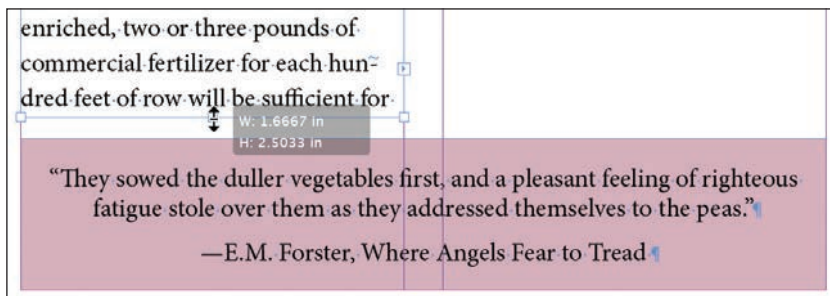 enriched, two or three pounds of
commercial fertilizer for each hun-
dred feet of row will be sufficient for
W: 1.6667 in
H: 2.5033 in
“They sowed the duller vegetables first, and a pleasant feeling of righteous
fatigue stole over them as they addressed themselves to the peas.”¶
—E.M. Forster, Where Angels Fear to Tread¶